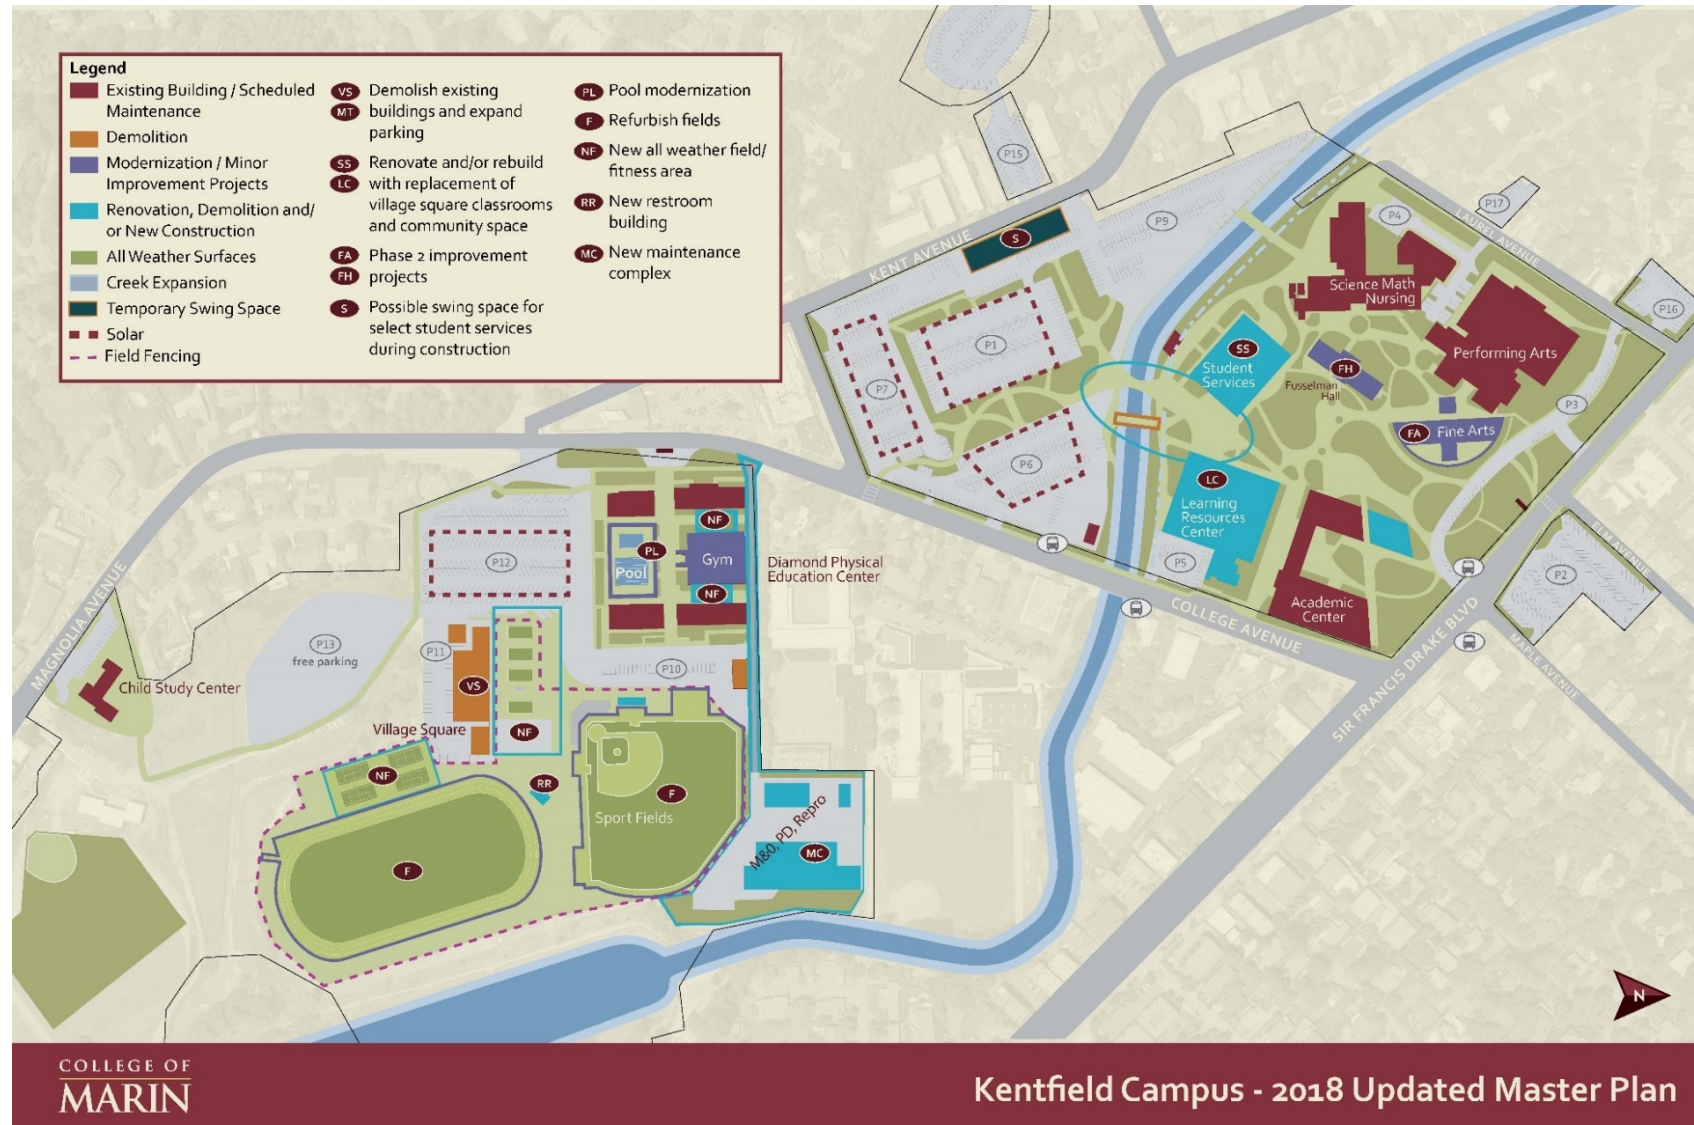 Legend
Existing Building / Scheduled
Maintenance
Demolition
Modernization / Minor
Improvement Projects
Renovation, Demolition and/
or New Construction
All Weather Surfaces
Creek Expansion
Temporary Swing Space
Solar
Field Fencing
VS
MT
Demolish existing
buildings and expand
parking
SS
LC
Renovate and/or rebuild
with replacement of
village square classrooms
and community space
FA
FH
Phase 2 improvement
projects
S
Possible swing space for
select student services
during construction
PL
Pool modernization
F
Refurbish fields
NF
New all weather field/
fitness area
RR
New restroom
building
MC
New maintenance
complex
P15
P17
P4
P9
LAUREL AVENUE
KENT AVENUE
S
Science Math
Nursing
P16
P1
SS
Student
Services
FH
Fusselman
Hall
Performing Arts
P7
P3
FA
Fine Arts
P6
LC
Learning
Resources
Center
P5
ELM AVENUE
P2
Academic
Center
COLLEGE AVENUE
MAPLE AVENUE
SIR FRANCIS DRAKE BLVD
NF
PL
Pool
Gym
NF
Diamond Physical
Education Center
P12
MAGNOLIA AVENUE
P13
free parking
P11
P10
Child Study Center
VS
Village Square
NF
NF
RR
F
Sport Fields
M&O, PD, Repro
MC
F
N
COLLEGE OF
MARIN
Kentfield Campus - 2018 Updated Master Plan